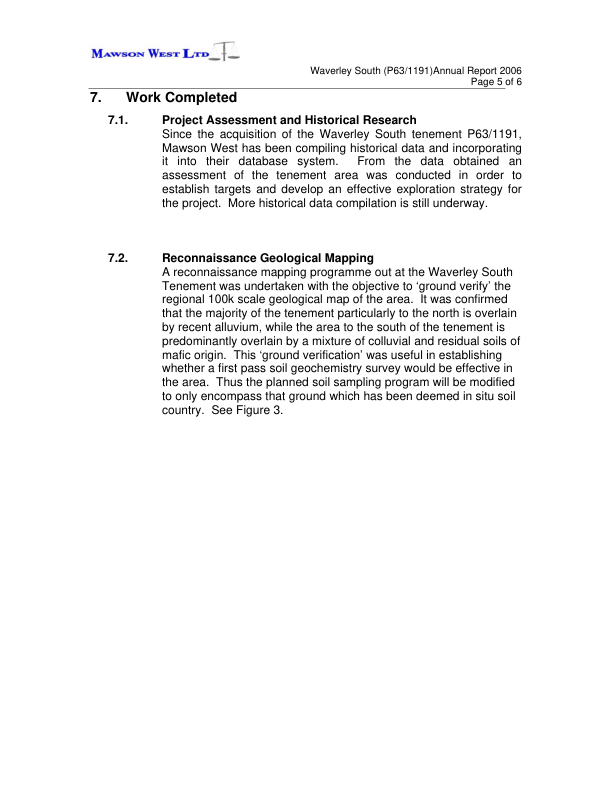 MAWSON WEST LTD
Waverley South (P63/1191)Annual Report 2006
Page 5 of 6
7. Work Completed
7.1. Project Assessment and Historical Research
Since the acquisition of the Waverley South tenement P63/1191,
Mawson West has been compiling historical data and incorporating
it into their database system. From the data obtained an
assessment of the tenement area was conducted in order to
establish targets and develop an effective exploration strategy for
the project. More historical data compilation is still underway.
7.2. Reconnaissance Geological Mapping
A reconnaissance mapping programme out at the Waverley South
Tenement was undertaken with the objective to ‘ground verify’ the
regional 100k scale geological map of the area. It was confirmed
that the majority of the tenement particularly to the north is overlain
by recent alluvium, while the area to the south of the tenement is
predominantly overlain by a mixture of colluvial and residual soils of
mafic origin. This ‘ground verification’ was useful in establishing
whether a first pass soil geochemistry survey would be effective in
the area. Thus the planned soil sampling program will be modified
to only encompass that ground which has been deemed in situ soil
country. See Figure 3.